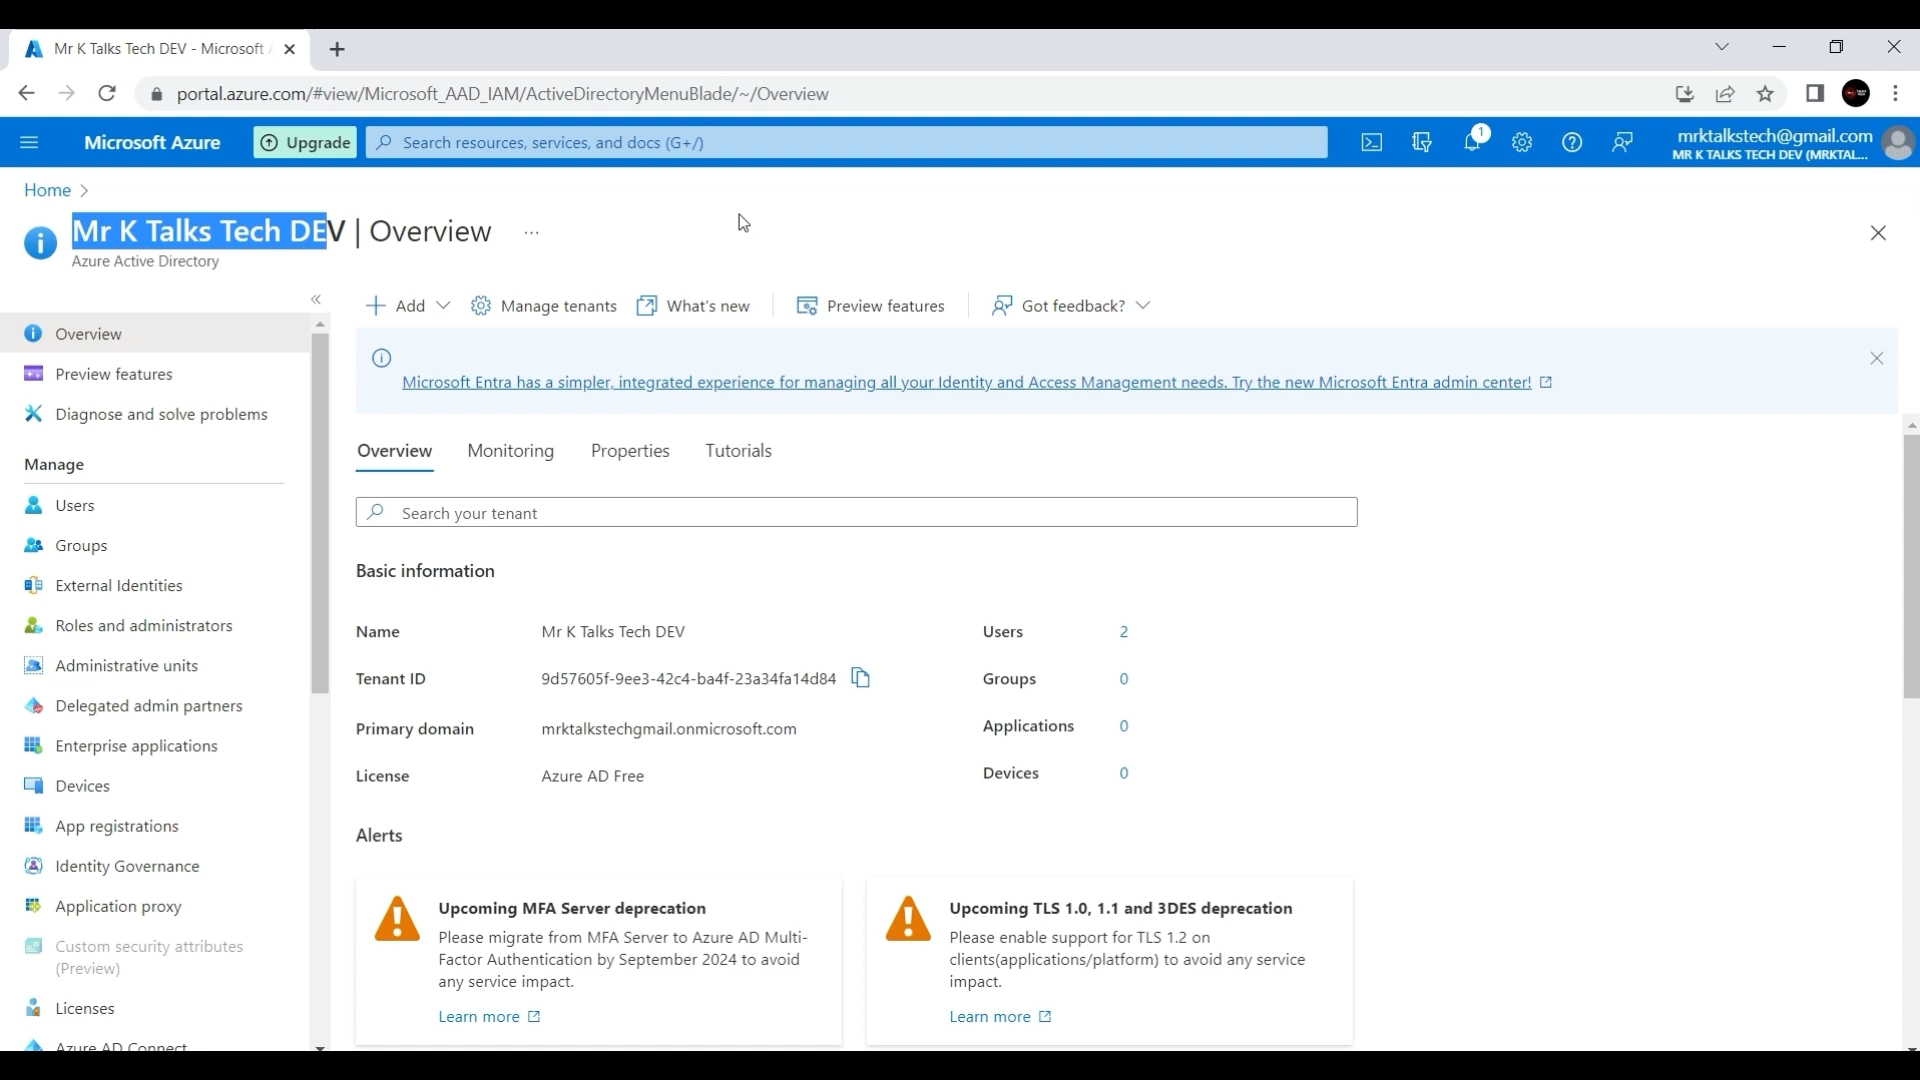 Mr K Talks Tech DEV - Microsoft A
portal.azure.com/#view/Microsoft_AAD_IAM/ActiveDirectoryMenuBlade/~/Overview
Microsoft Azure
Upgrade
Search resources, services, and docs (G+/)
1
mrktalkstech@gmail.com
MR K TALKS TECH DEV (MRKTAL...
Home >
Mr K Talks Tech DEV | Overview ...
Azure Active Directory
«
Overview
Preview features
Diagnose and solve problems
Manage
Users
Groups
External Identities
Roles and administrators
Administrative units
Delegated admin partners
Enterprise applications
Devices
App registrations
Identity Governance
Application proxy
Custom security attributes
(Preview)
Licenses
Azure AD Connect
Add
Manage tenants
What's new
Preview features
Got feedback?
Microsoft Entra has a simpler, integrated experience for managing all your Identity and Access Management needs. Try the new Microsoft Entra admin center!
Overview
Monitoring
Properties
Tutorials
Search your tenant
Basic information
Name
Mr K Talks Tech DEV
Users
2
Tenant ID
9d57605f-9ee3-42c4-ba4f-23a34fa14d84
Groups
0
Primary domain
mrktalkstechgmail.onmicrosoft.com
Applications
0
License
Azure AD Free
Devices
0
Alerts
Upcoming MFA Server deprecation
Please migrate from MFA Server to Azure AD Multi-
Factor Authentication by September 2024 to avoid
any service impact.
Learn more
Upcoming TLS 1.0, 1.1 and 3DES deprecation
Please enable support for TLS 1.2 on
clients(applications/platform) to avoid any service
impact.
Learn more